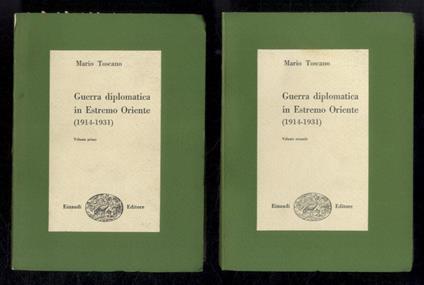 Mario Toscano
Guerra diplomatica
in Estremo Oriente
(1914-1931)
Volume primo
Einaudi Editore
Mario Toscano
Guerra diplomatica
in Estremo Oriente
(1914-1931)
Volume secondo
Einaudi Editore